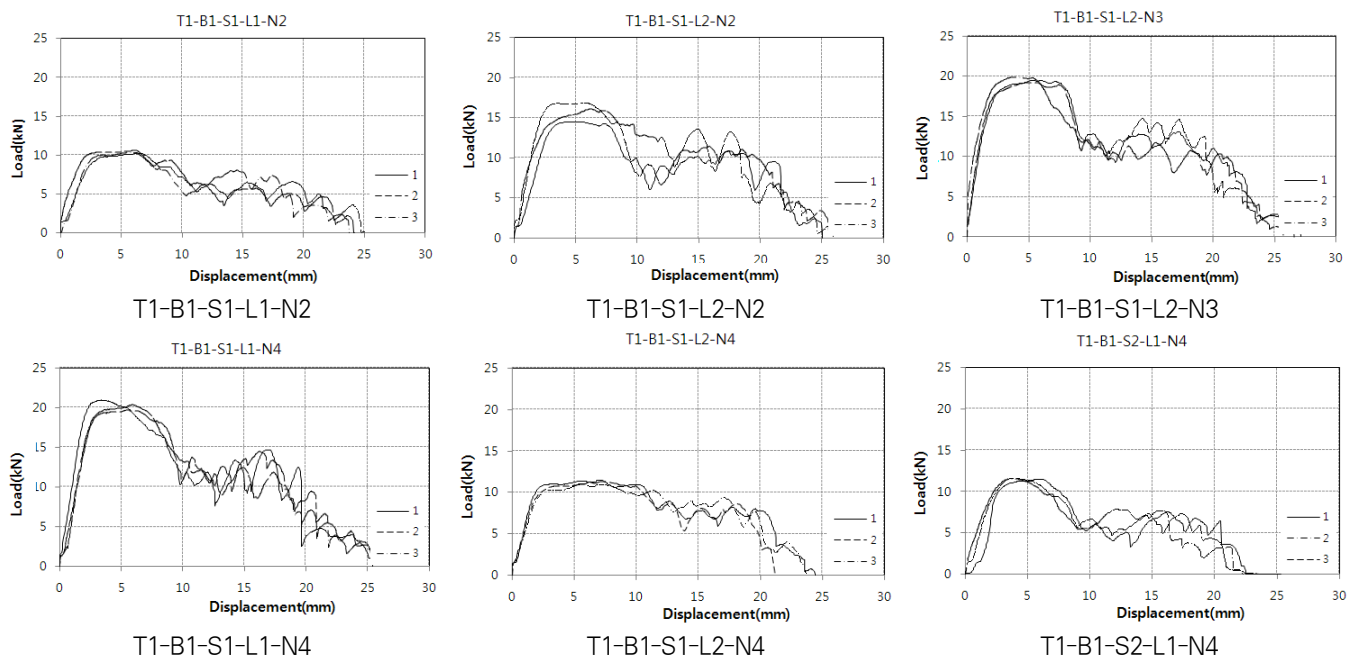 T1-B1-S1-L1-N2
25
20
15
10
5
0
Load(kN)
1
2
3
0 5 10 15 20 25 30
Displacement(mm)
T1-B1-S1-L1-N2
T1-B1-S1-L2-N2
25
20
15
10
5
0
Load(kN)
1
2
3
0 5 10 15 20 25 30
Displacement(mm)
T1-B1-S1-L2-N2
T1-B1-S1-L2-N3
25
20
15
10
5
0
Load(kN)
1
2
3
0 5 10 15 20 25 30
Displacement(mm)
T1-B1-S1-L2-N3
T1-B1-S1-L1-N4
25
20
15
10
5
0
Load(kN)
1
2
3
0 5 10 15 20 25 30
Displacement(mm)
T1-B1-S1-L1-N4
T1-B1-S1-L2-N4
25
20
15
10
5
0
Load(kN)
1
2
3
0 5 10 15 20 25 30
Displacement(mm)
T1-B1-S1-L2-N4
T1-B1-S2-L1-N4
25
20
15
10
5
0
Load(kN)
1
2
3
0 5 10 15 20 25 30
Displacement(mm)
T1-B1-S2-L1-N4